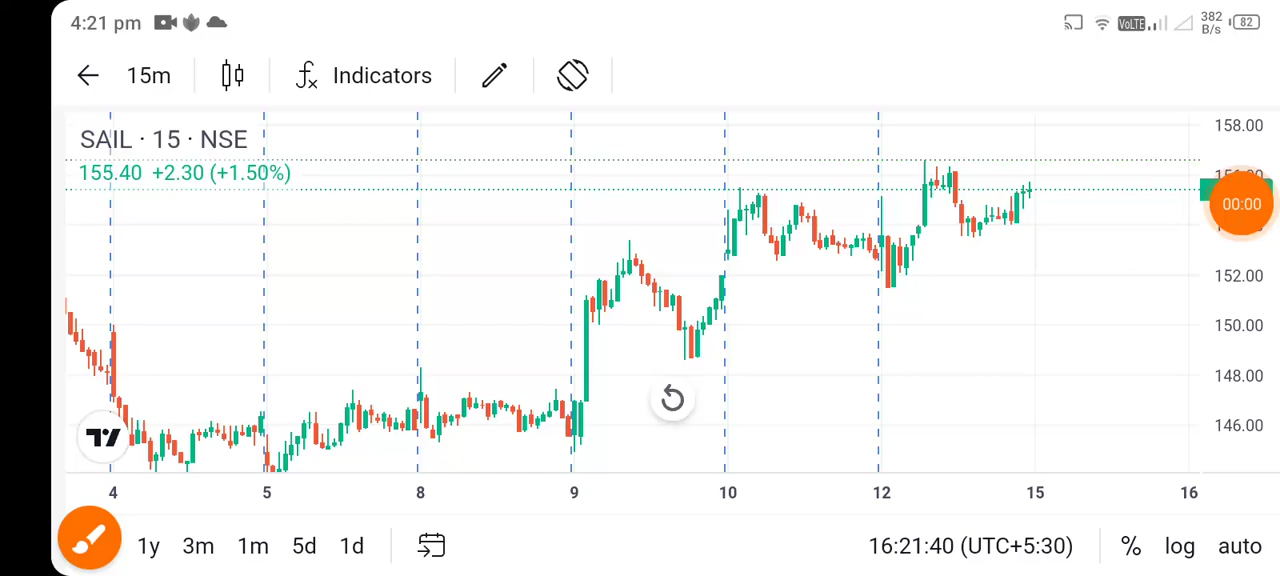 4:21 pm VoLTE 382 B/s 82
15m Indicators
SAIL · 15 · NSE
155.40 +2.30 (+1.50%)
158.00
00:00
152.00
150.00
148.00
146.00
4 5 8 9 10 12 15 16
1y 3m 1m 5d 1d 16:21:40 (UTC+5:30) % log auto